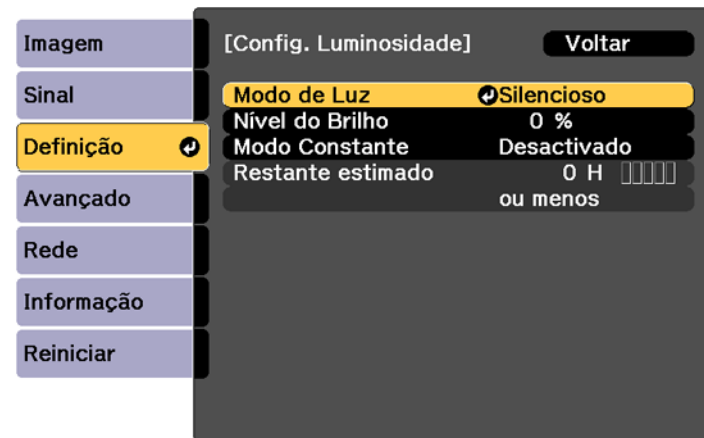 Imagem
Sinal
Definição
Avançado
Rede
Informação
Reiniciar
[Config. Luminosidade] Voltar
Modo de Luz Silencioso
Nível do Brilho 0 %
Modo Constante Desactivado
Restante estimado 0 H
ou menos